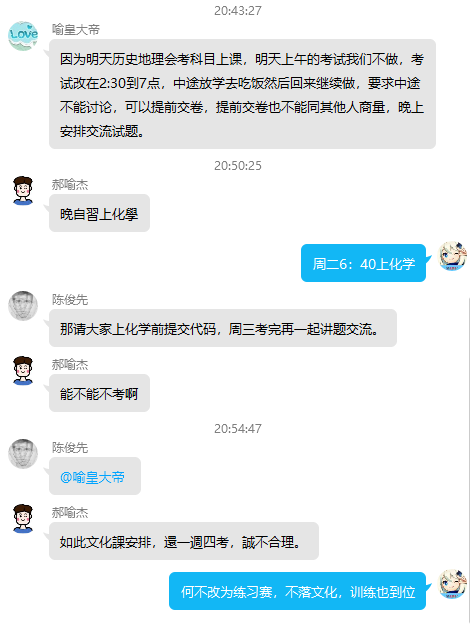 20:43:27
Love
喻皇大帝
因为明天历史地理会考科目上课，明天上午的考试我们不做，考
试改在2:30到7点，中途放学去吃饭然后回来继续做，要求中途
不能讨论，可以提前交卷，提前交卷也不能同其他人商量，晚上
安排交流试题。
20:50:25
郝喻杰
晚自習上化學
周二6：40上化学
陈俊先
那请大家上化学前提交代码，周三考完再一起讲题交流。
郝喻杰
能不能不考啊
20:54:47
陈俊先
@喻皇大帝
郝喻杰
如此文化課安排，還一週四考，誠不合理。
何不改为练习赛，不落文化，训练也到位